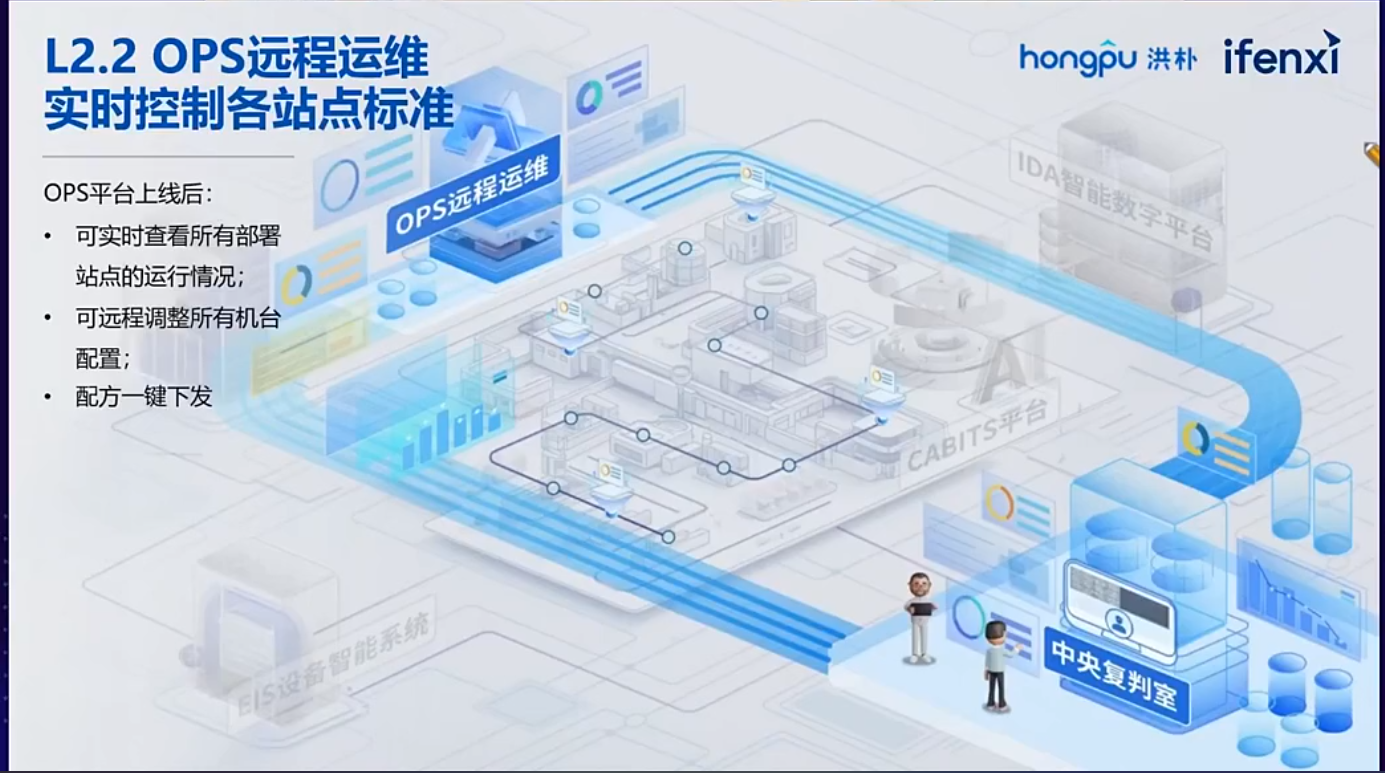 L2.2 OPS远程运维
实时控制各站点标准
hongpu 洪朴
ifenxi
OPS平台上线后：
• 可实时查看所有部署
站点的运行情况；
• 可远程调整所有机台
配置；
• 配方一键下发
OPS远程运维
IDA智能数字平台
AI
CABITS平台
EIS设备智能系统
中央复判室